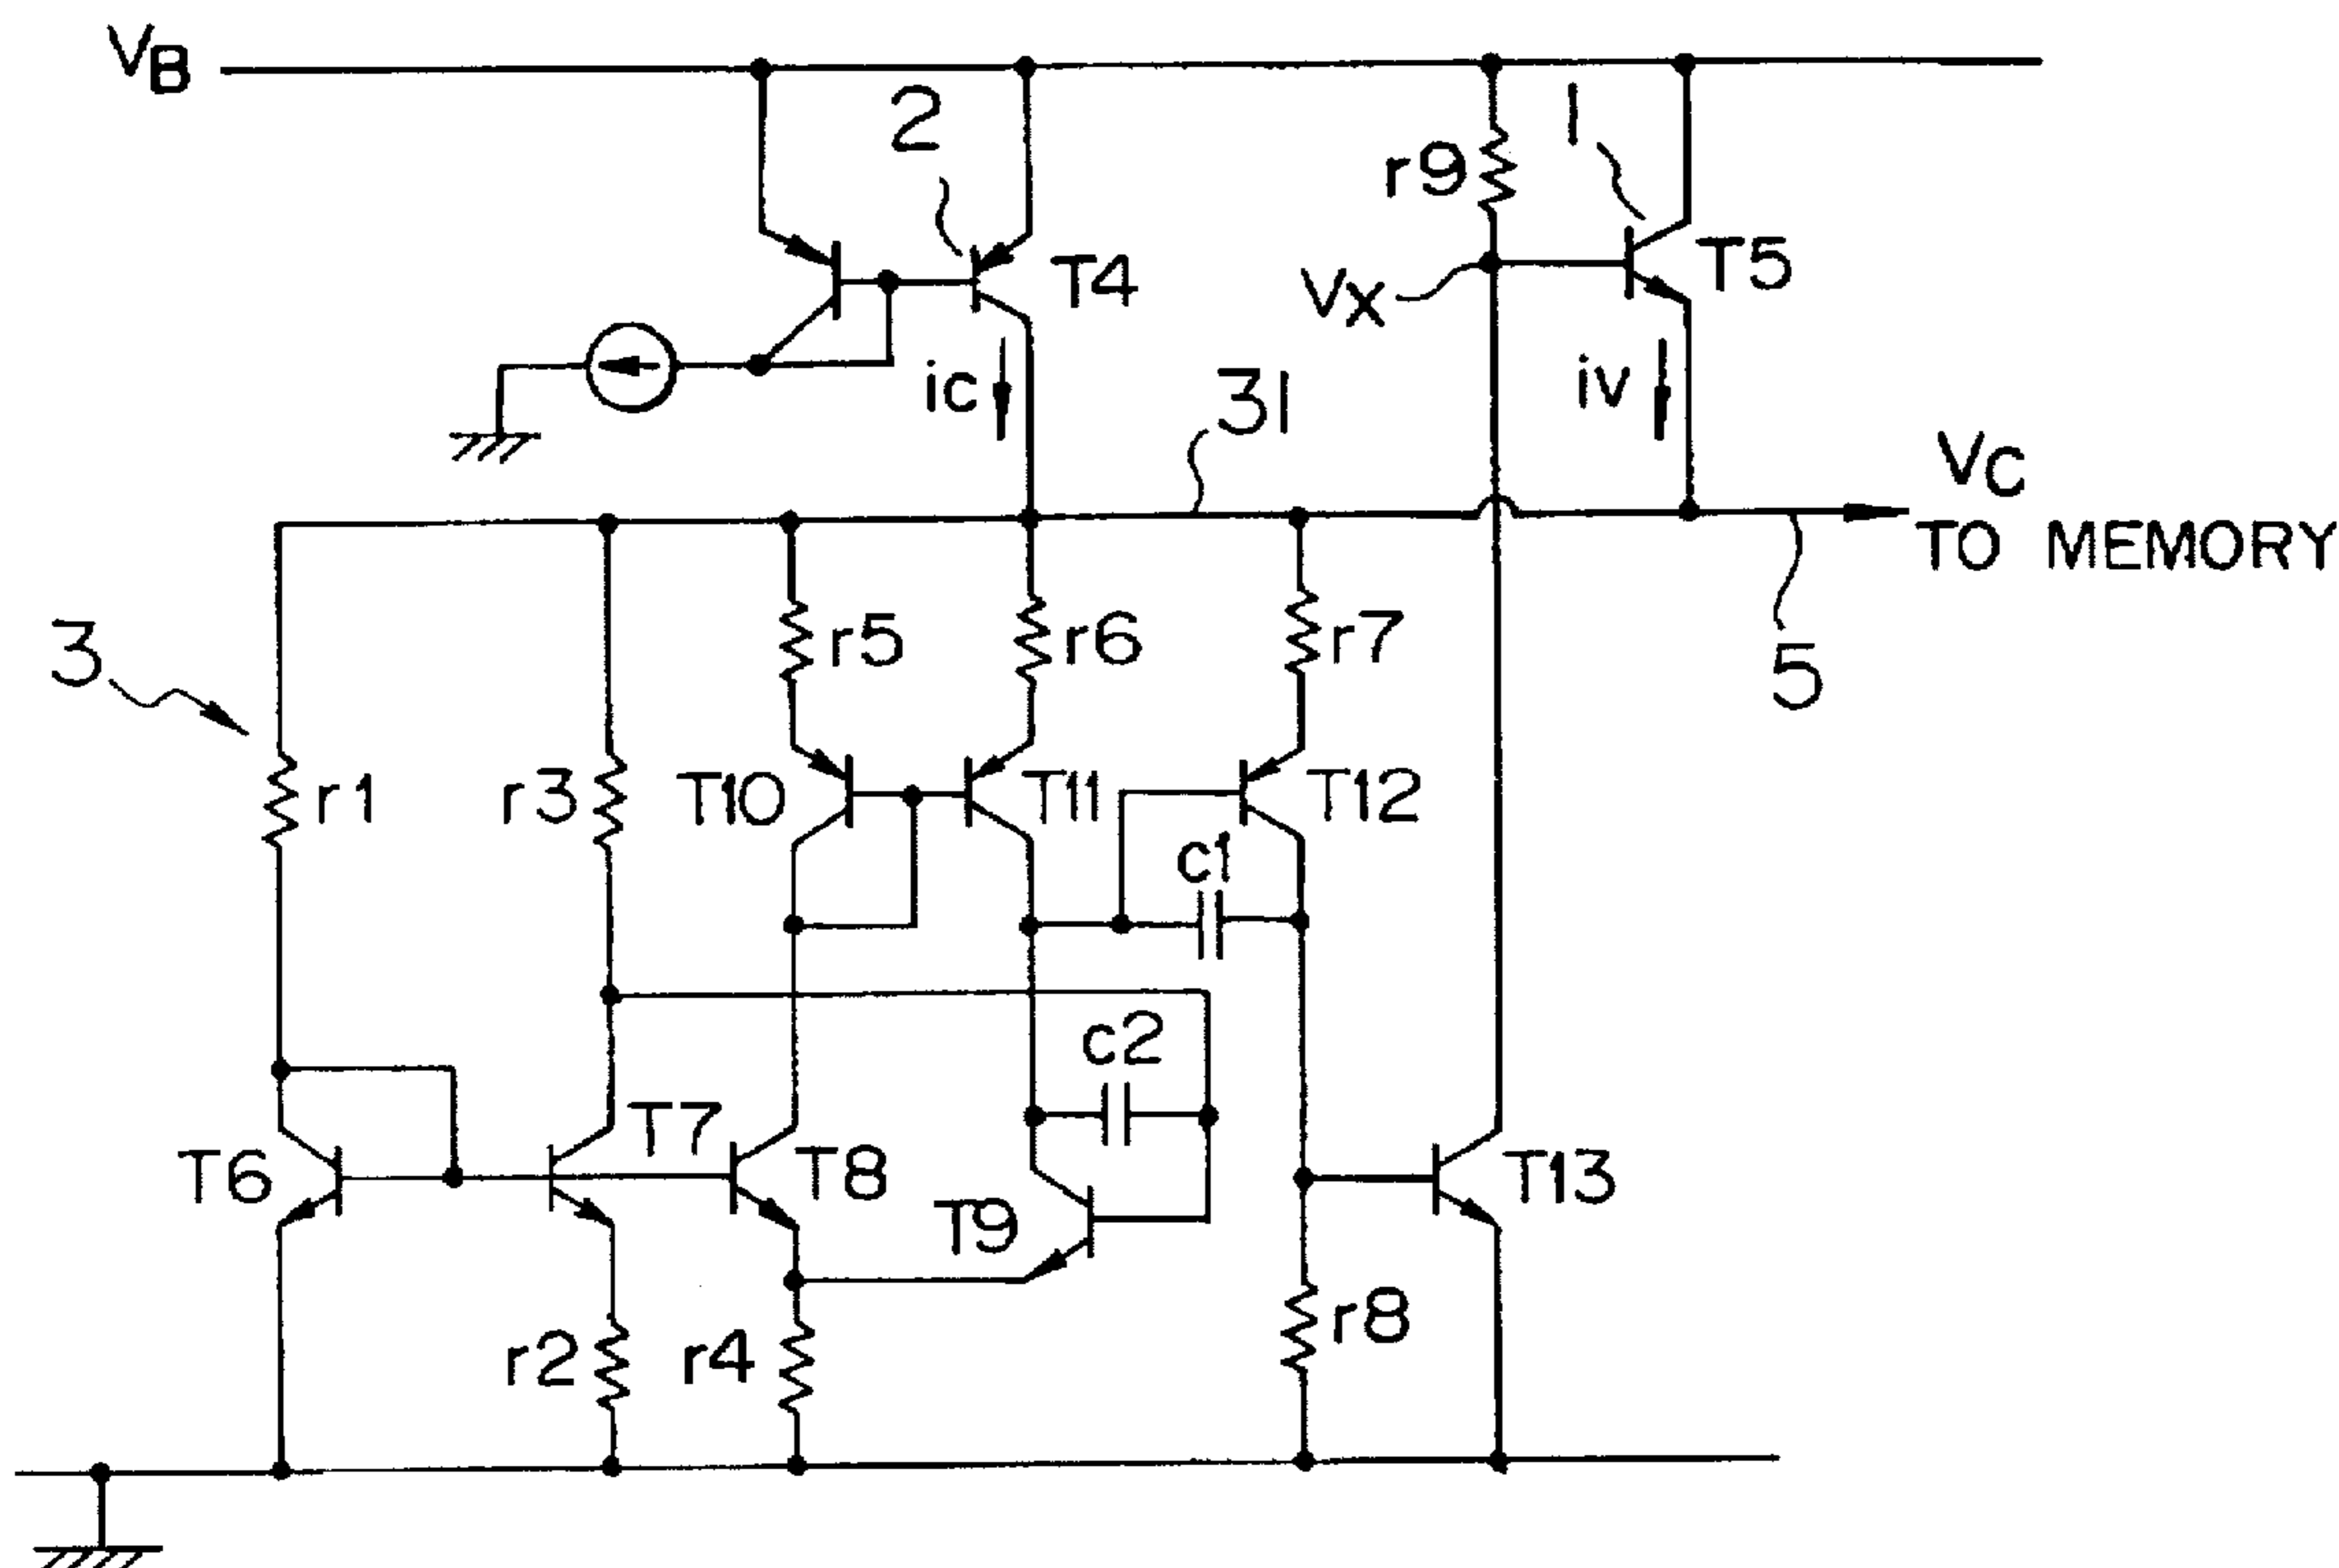 VB
2
1
r9
T4
VX
T5
ic
iv
31
VC
TO MEMORY
3
r5
r6
r7
5
r1
r3
T10
T11
T12
c1
c2
T6
T7
T8
T9
T13
r2
r4
r8